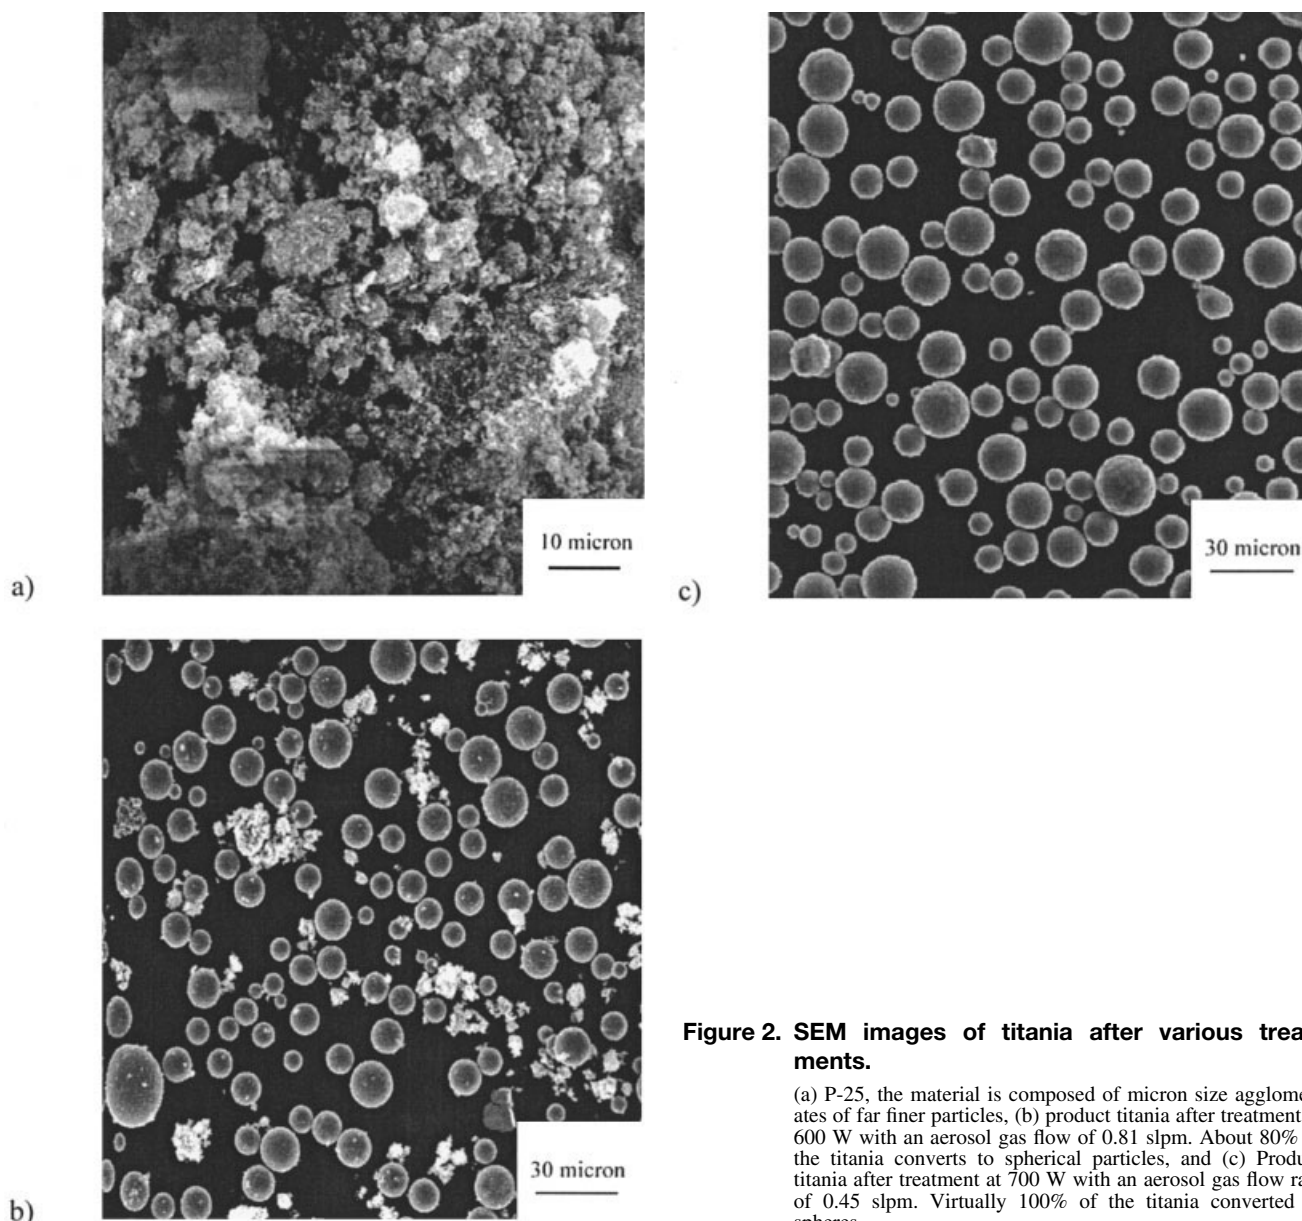 10 micron
a)
30 micron
c)
30 micron
b)
Figure 2. SEM images of titania after various trea
ments.
(a) P-25, the material is composed of micron size agglome
ates of far finer particles, (b) product titania after treatment
600 W with an aerosol gas flow of 0.81 slpm. About 80%
the titania converts to spherical particles, and (c) Produ
titania after treatment at 700 W with an aerosol gas flow ra
of 0.45 slpm. Virtually 100% of the titania converted
spheres